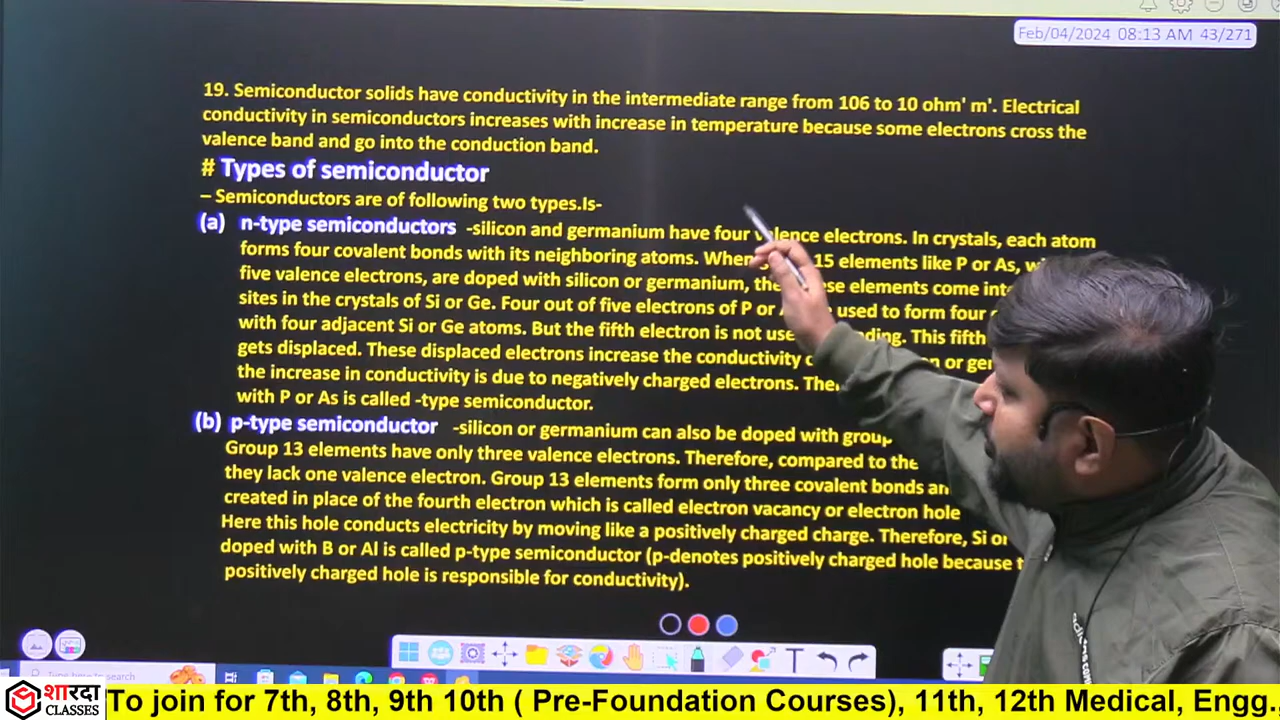 Feb/04/2024 08:13 AM 43/271
19. Semiconductor solids have conductivity in the intermediate range from 106 to 10 ohm' m'. Electrical
conductivity in semiconductors increases with increase in temperature because some electrons cross the
valence band and go into the conduction band.
# Types of semiconductor
– Semiconductors are of following two types.Is-
(a) n-type semiconductors -silicon and germanium have four valence electrons. In crystals, each atom
forms four covalent bonds with its neighboring atoms. When 15 elements like P or As,
five valence electrons, are doped with silicon or germanium, these elements come
sites in the crystals of Si or Ge. Four out of five electrons of P or used to form four
with four adjacent Si or Ge atoms. But the fifth electron is not This fifth
gets displaced. These displaced electrons increase the conductivity or
the increase in conductivity is due to negatively charged electrons.
with P or As is called -type semiconductor.
(b) p-type semiconductor -silicon or germanium can also be doped with group
Group 13 elements have only three valence electrons. Therefore, compared to the
they lack one valence electron. Group 13 elements form only three covalent bonds
created in place of the fourth electron which is called electron vacancy or electron hole
Here this hole conducts electricity by moving like a positively charged charge. Therefore, Si or
doped with B or Al is called p-type semiconductor (p-denotes positively charged hole because
positively charged hole is responsible for conductivity).
Type here to search
शारदा
CLASSES
To join for 7th, 8th, 9th 10th ( Pre-Foundation Courses), 11th, 12th Medical, Engg.,